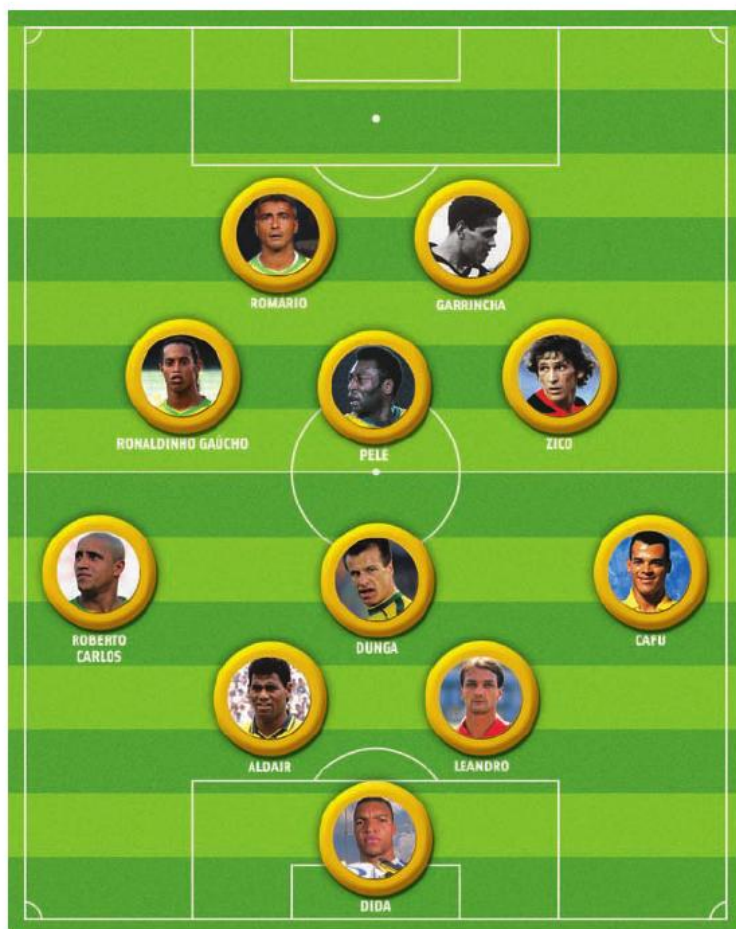 ROMARIO
GARRINCHA
RONALDINHO GAÚCHO
PELE
ZICO
ROBERTO
CARLOS
DUNGA
CAFU
ALDAIR
LEANDRO
DIDA